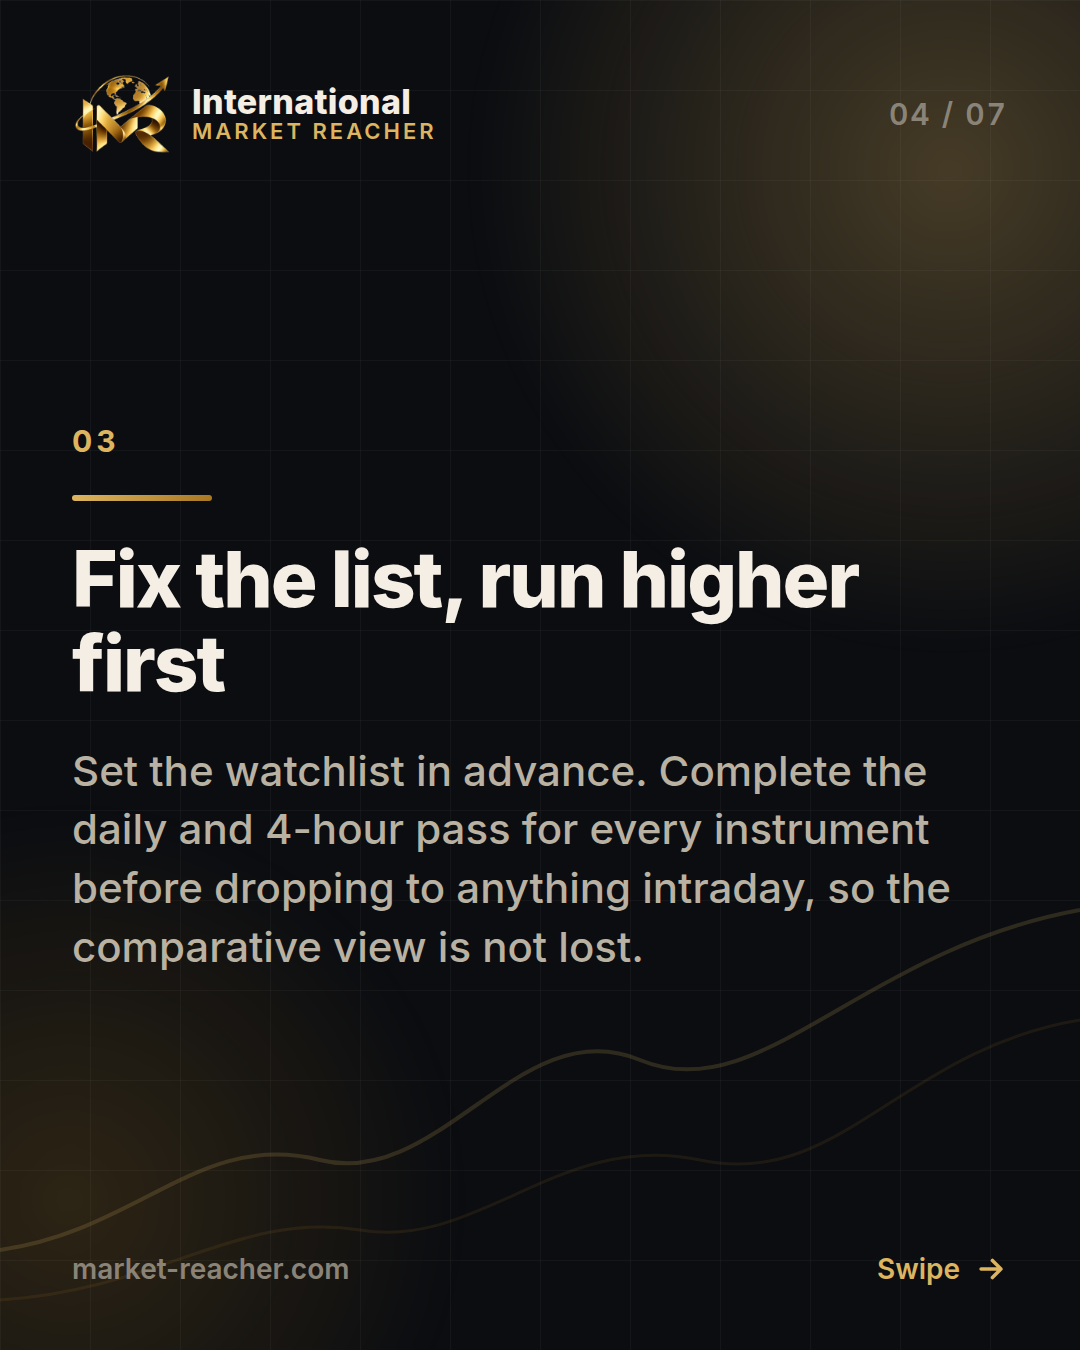 IMR
International
MARKET REACHER
04 / 07
03
Fix the list, run higher
first
Set the watchlist in advance. Complete the
daily and 4-hour pass for every instrument
before dropping to anything intraday, so the
comparative view is not lost.
market-reacher.com
Swipe →